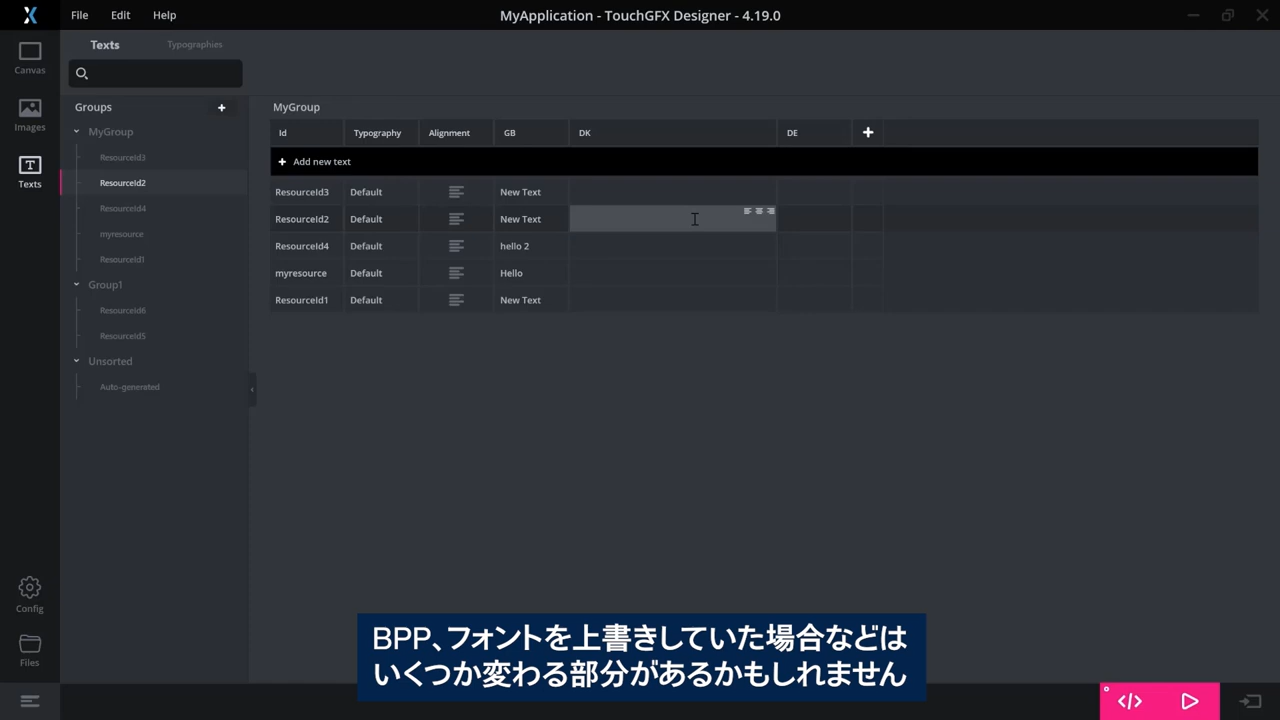 File Edit Help
MyApplication - TouchGFX Designer - 4.19.0
Canvas
Images
Texts
Config
Files
Texts Typographies
Groups +
MyGroup
ResourceId3
ResourceId2
ResourceId4
myresource
ResourceId1
Group1
ResourceId6
ResourceId5
Unsorted
Auto-generated
MyGroup
Id Typography Alignment GB DK DE +
+ Add new text
ResourceId3 Default New Text
ResourceId2 Default New Text
ResourceId4 Default hello 2
myresource Default Hello
ResourceId1 Default New Text
BPP、フォントを上書きしていた場合などは
いくつか変わる部分があるかもしれません